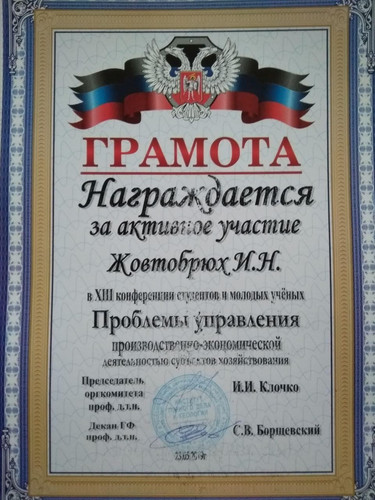 ГРАМОТА
Награждается
за активное участие
Жовтобрюх И.Н.
в XIII конференции студентов и молодых учёных
Проблемы управления
производственно-экономической
деятельностью субъектов хозяйствования
Председатель
оргкомитета
проф. д.т.н.
И.И. Клочко
Декан ГФ
проф. д.т.н.
С.В. Борщевский